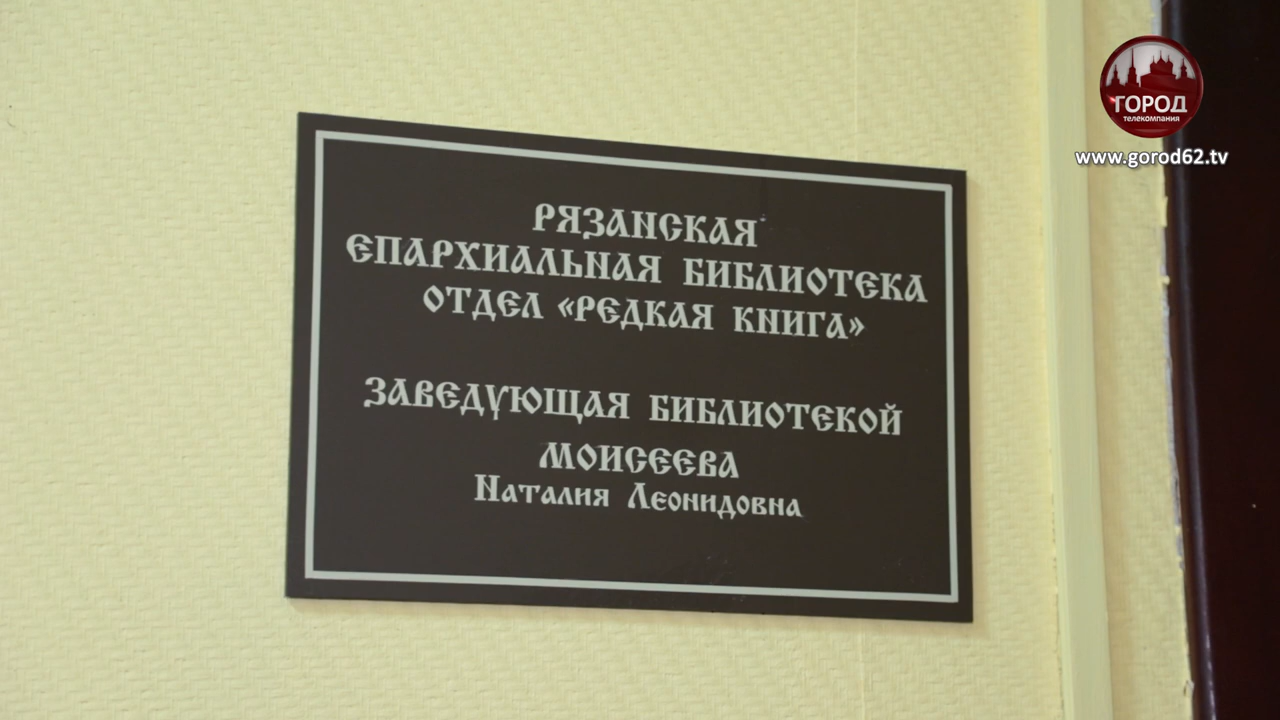 ГОРОД
телекомпания
www.gorod62.tv
РЯЗАНСКАЯ
ЕПАРХИАЛЬНАЯ БИБЛИОТЕКА
ОТДЕЛ «РЕДКАЯ КНИГА»
ЗАВЕДУЮЩАЯ БИБЛИОТЕКОЙ
МОИСЕЕВА
Наталия Леонидовна